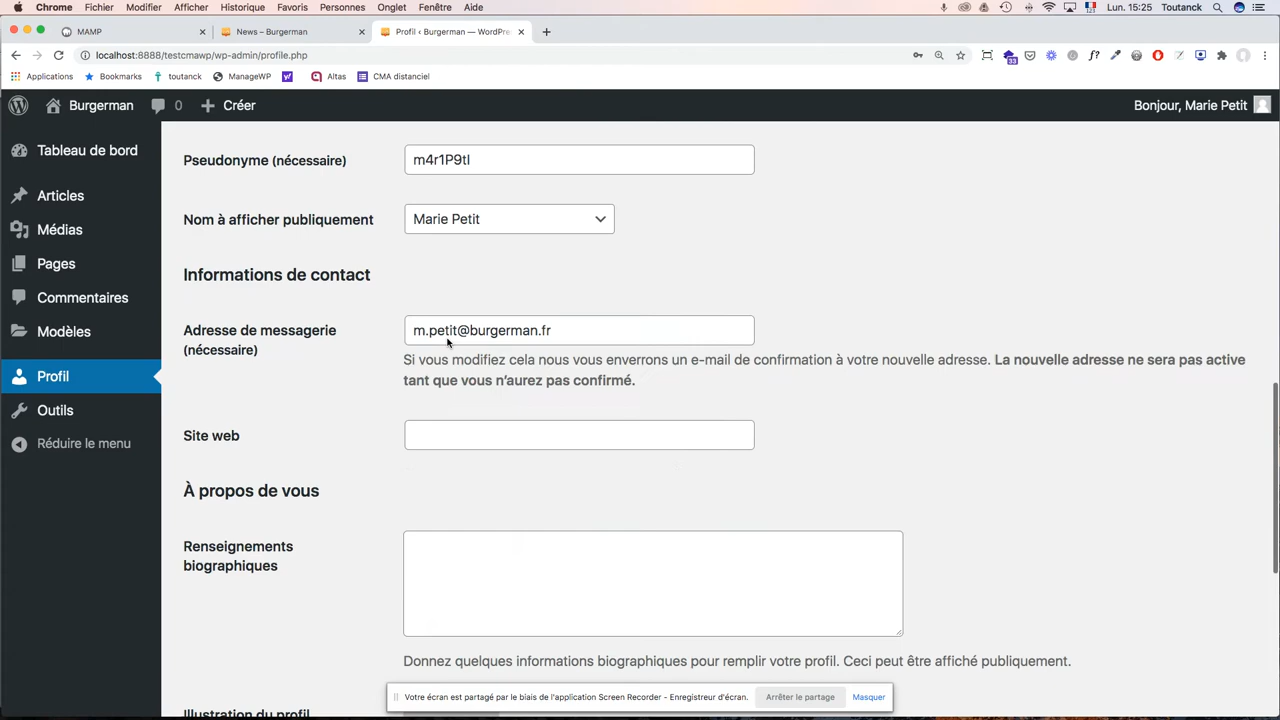 Chrome Fichier Modifier Afficher Historique Favoris Personnes Onglet Fenêtre Aide Lun. 15:25 Toutanck
MAMP × News – Burgerman × Profil ‹ Burgerman — WordPre × +
localhost:8888/testcmawp/wp-admin/profile.php
Applications Bookmarks toutanck ManageWP Altas CMA distanciel
Burgerman 0 Créer Bonjour, Marie Petit
Tableau de bord
Articles
Médias
Pages
Commentaires
Modèles
Profil
Outils
Réduire le menu
Pseudonyme (nécessaire) m4r1P9tI
Nom à afficher publiquement Marie Petit
Informations de contact
Adresse de messagerie (nécessaire) m.petit@burgerman.fr
Si vous modifiez cela nous vous enverrons un e-mail de confirmation à votre nouvelle adresse. La nouvelle adresse ne sera pas active
tant que vous n’aurez pas confirmé.
Site web
À propos de vous
Renseignements
biographiques
Donnez quelques informations biographiques pour remplir votre profil. Ceci peut être affiché publiquement.
Illustration du profil
Votre écran est partagé par le biais de l'application Screen Recorder - Enregistreur d'écran. Arrêter le partage Masquer